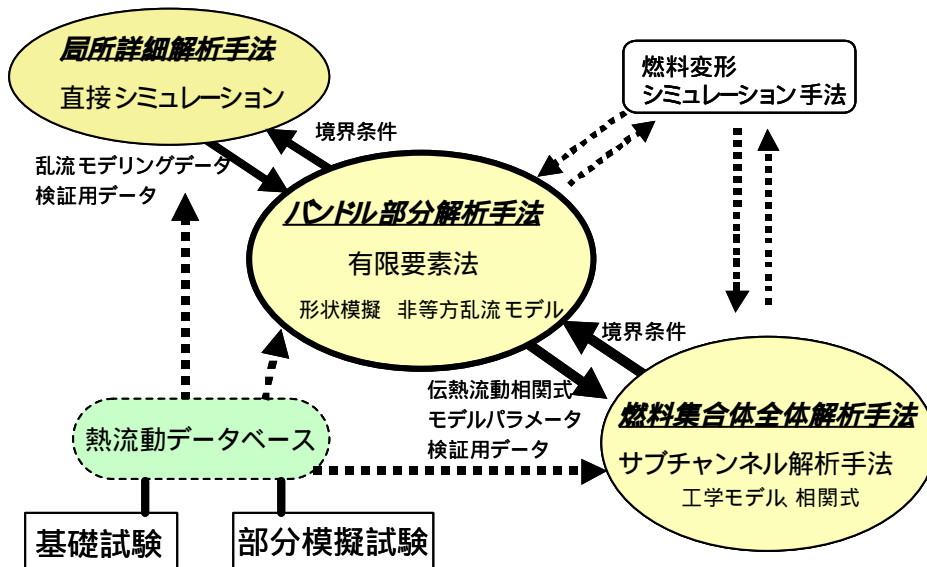 局所詳細解析手法
直接シミュレーション
燃料変形
シミュレーション手法
境界条件
乱流モデリングデータ
検証用データ
バンドル部分解析手法
有限要素法
形状模擬 非等方乱流モデル
境界条件
伝熱流動相関式
モデルパラメータ
検証用データ
燃料集合体全体解析手法
サブチャンネル解析手法
工学モデル、相関式
熱流動データベース
基礎試験
部分模擬試験